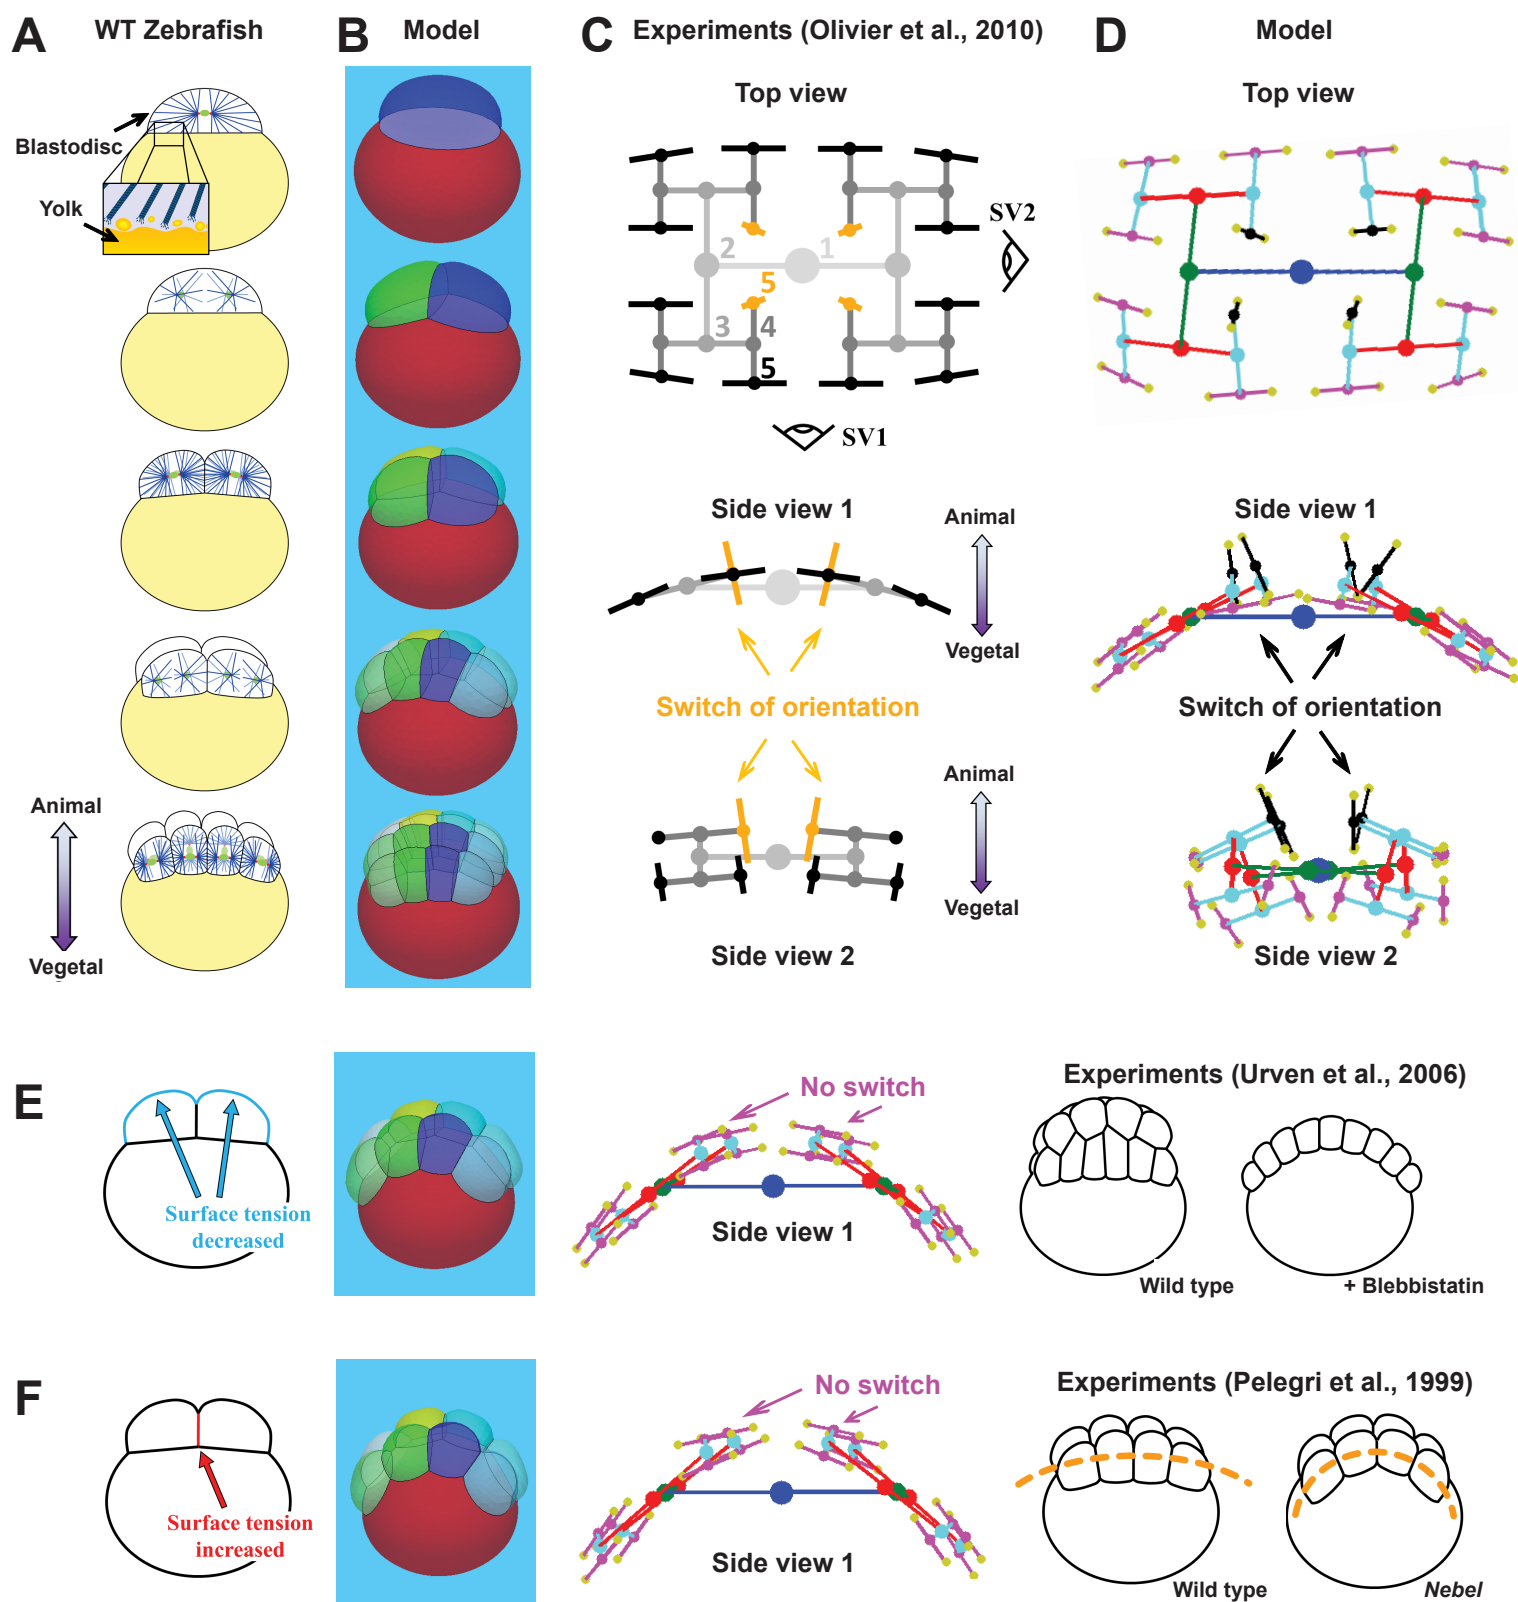 A WT Zebrafish
B Model
C Experiments (Olivier et al., 2010)
D Model
Blastodisc
Yolk
Animal
Vegetal
Top view
1
2
5
3
4
5
SV2
SV1
Side view 1
Animal
Vegetal
Switch of orientation
Animal
Vegetal
Side view 2
Top view
Side view 1
Switch of orientation
Side view 2
E
Surface tension
decreased
No switch
Side view 1
Experiments (Urven et al., 2006)
Wild type
+ Blebbistatin
F
Surface tension
increased
No switch
Side view 1
Experiments (Pelegri et al., 1999)
Wild type
Nebel